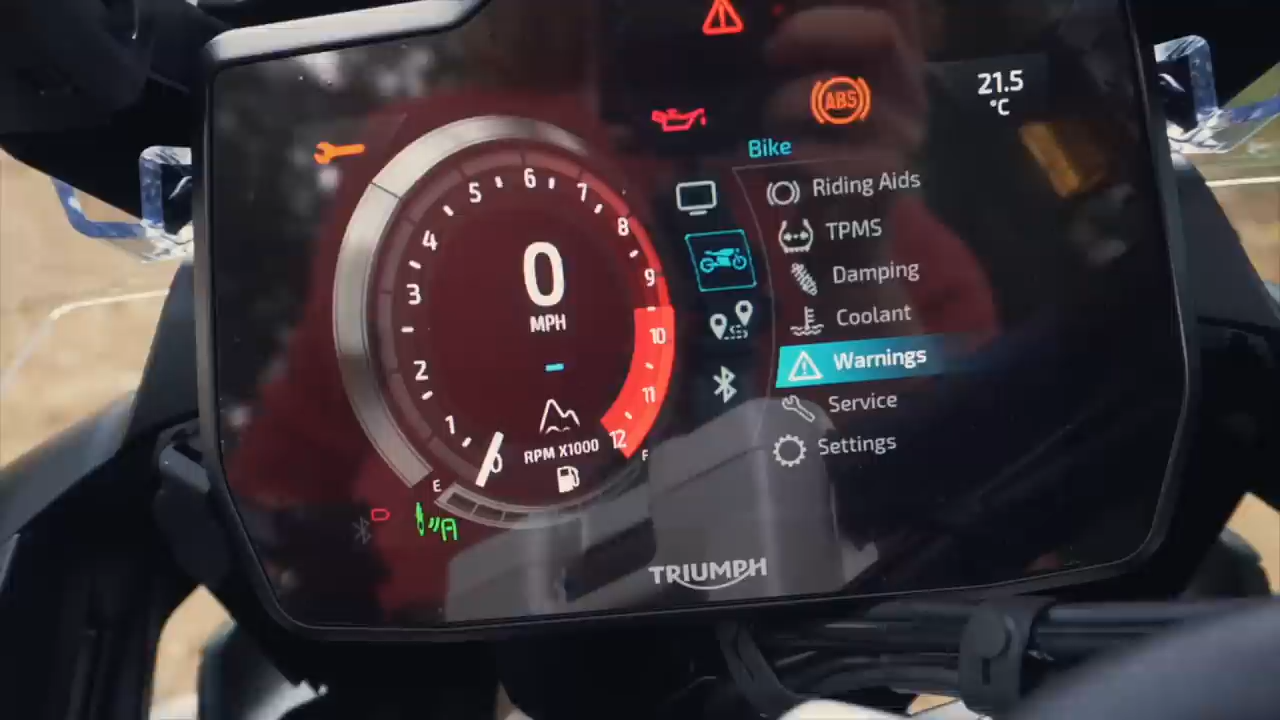 21.5
°C
ABS
Bike
Riding Aids
TPMS
Damping
Coolant
Warnings
Service
Settings
0
1
2
3
4
5
6
7
8
9
10
11
12
0
MPH
RPM X1000
E
F
A
TRIUMPH